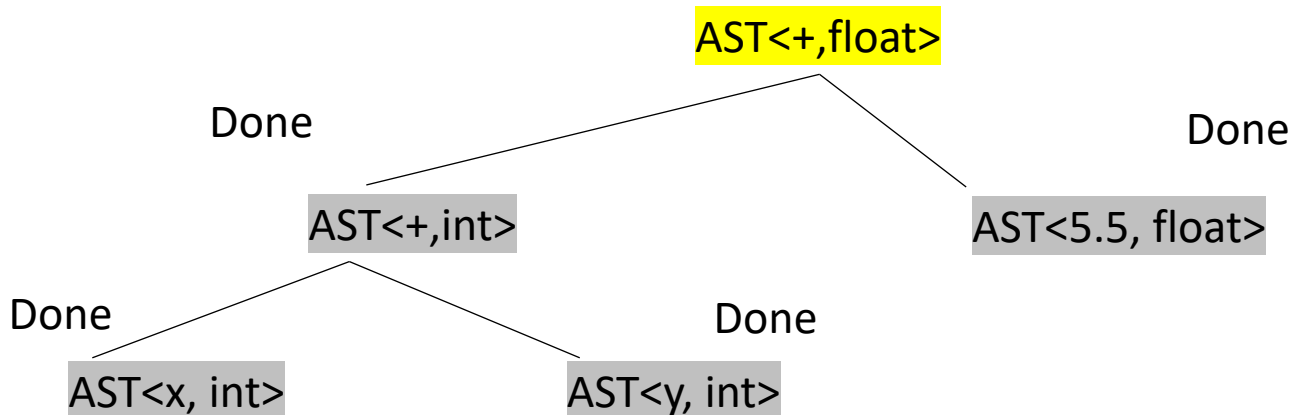 AST<+,float>
Done
Done
AST<+,int>
AST<5.5, float>
Done
Done
AST<x, int>
AST<y, int>